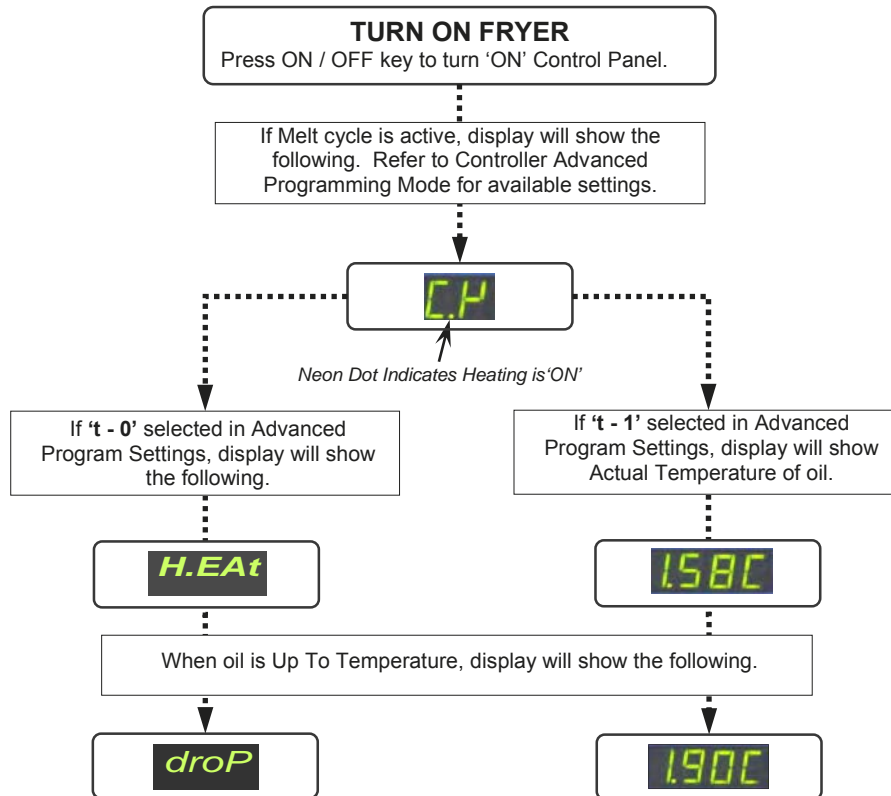 TURN ON FRYER
Press ON / OFF key to turn ‘ON’ Control Panel.
If Melt cycle is active, display will show the
following. Refer to Controller Advanced
Programming Mode for available settings.
C.Y
Neon Dot Indicates Heating is‘ON’
If ‘t - 0’ selected in Advanced
Program Settings, display will show
the following.
If ‘t - 1’ selected in Advanced
Program Settings, display will show
Actual Temperature of oil.
H.EAt
1.58C
When oil is Up To Temperature, display will show the following.
droP
1.90C